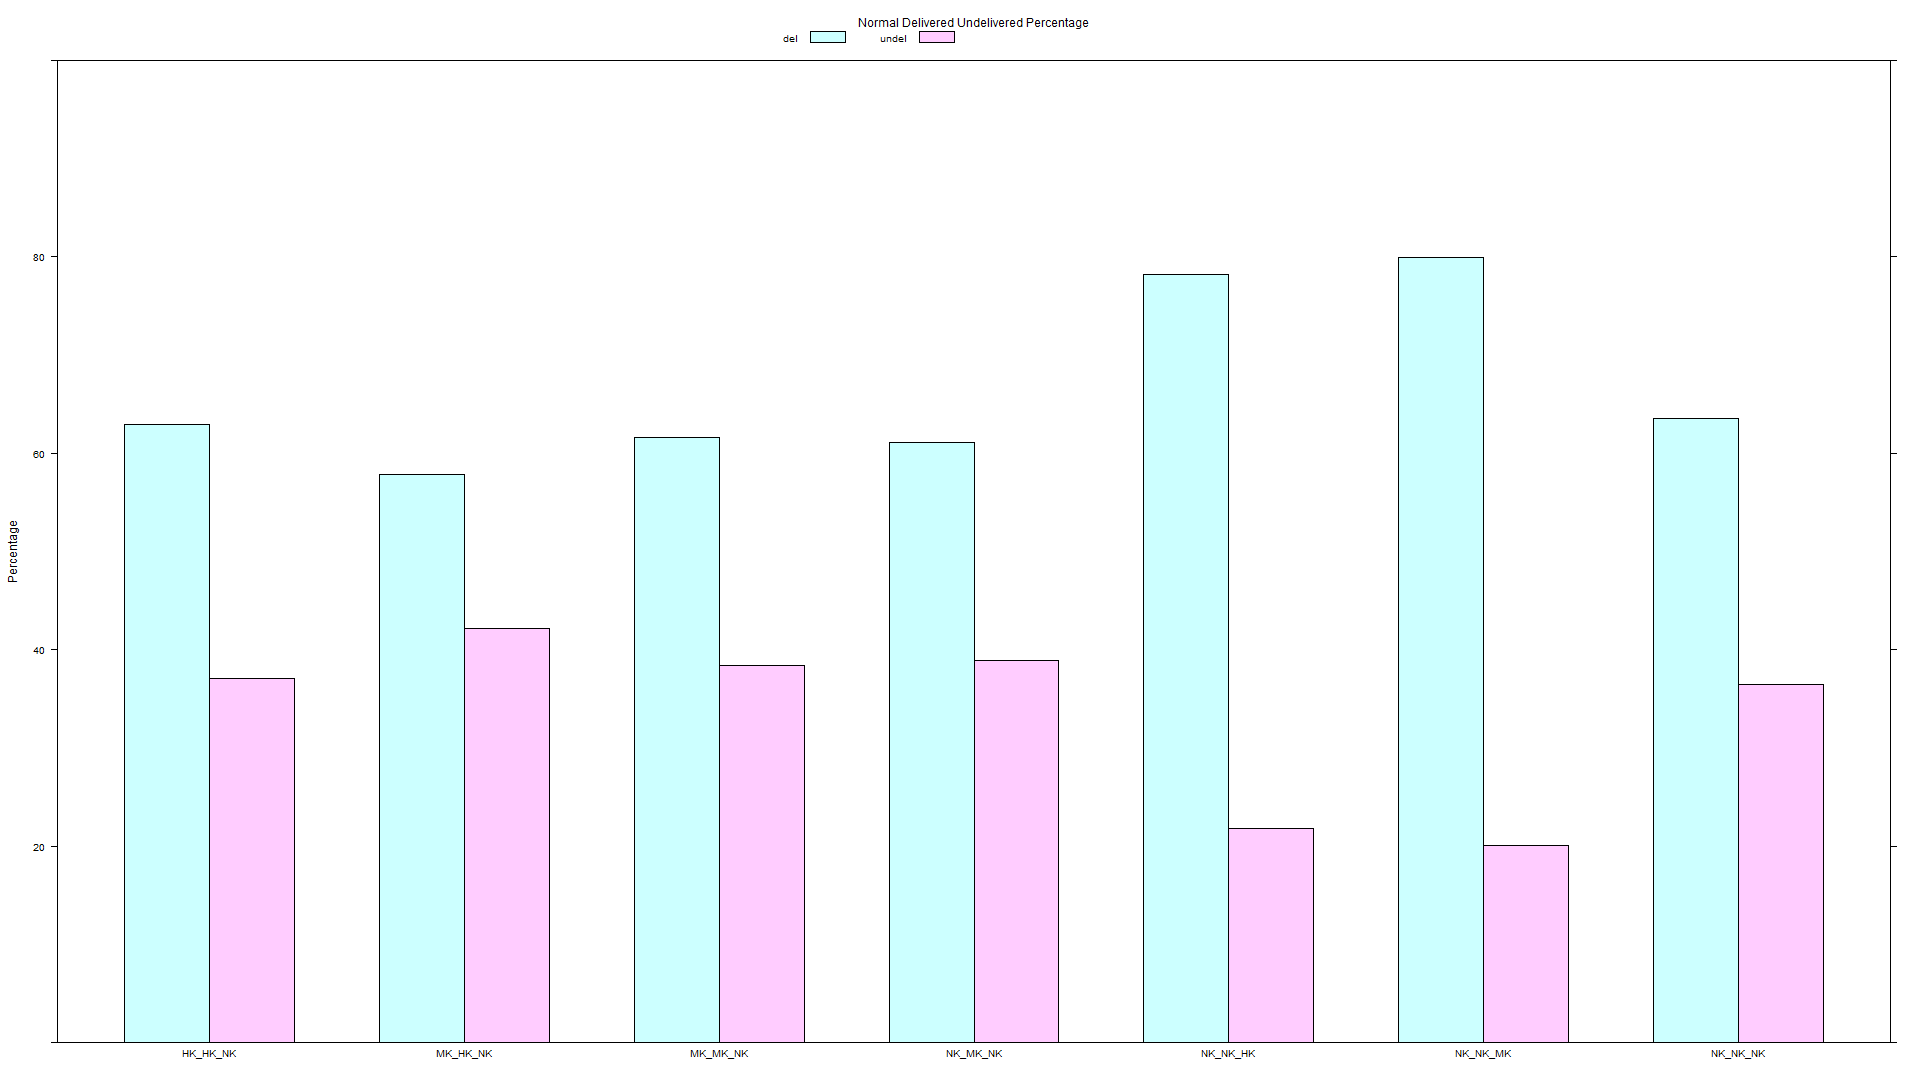 Normal Delivered Undelivered Percentage
del undel
80
60
40
20
Percentage
HK_HK_NK MK_HK_NK MK_MK_NK NK_MK_NK NK_NK_HK NK_NK_MK NK_NK_NK